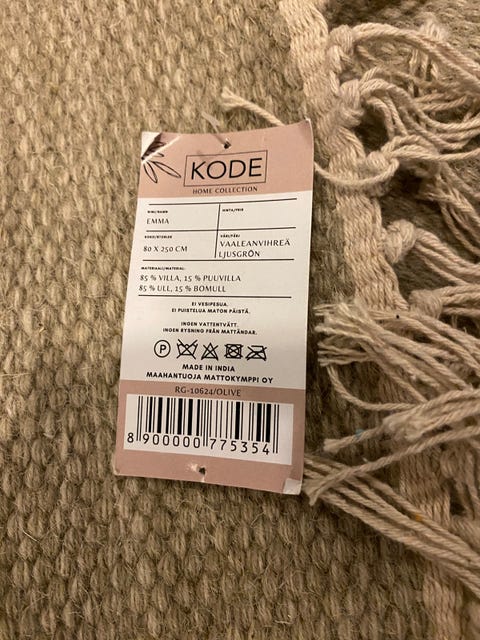 KODE
HOME COLLECTION
NIMI/NAMN
HINTA/PRIS
EMMA
KOKO/STORLEK
VÄRI/FÄRG
80 X 250 CM
VAALEANVIHREÄ
LJUSGRÖN
MATERIAALI/MATERIAL:
85 % VILLA, 15 % PUUVILLA
85 % ULL, 15 % BOMULL
EI VESIPESUA.
EI PUISTELUA MATON PÄISTÄ.
INGEN VATTENTVÄTT.
INGEN RYSNING FRÅN MATTÄNDAR.
P
MADE IN INDIA
MAAHANTUOJA MATTOKYMPPI OY
RG-10624/OLIVE
8 900000 775354